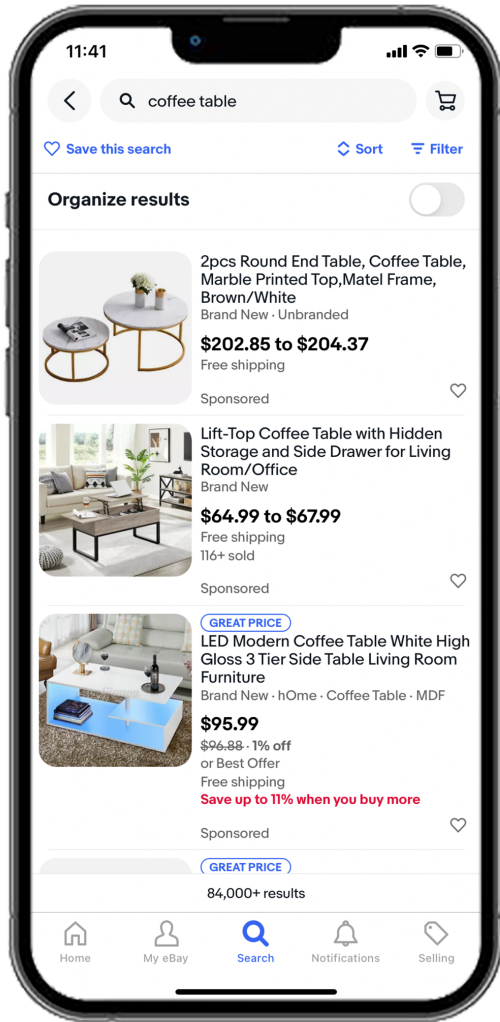 11:41
coffee table
Save this search
Sort
Filter
Organize results
2pcs Round End Table, Coffee Table,
Marble Printed Top,Matel Frame,
Brown/White
Brand New · Unbranded
$202.85 to $204.37
Free shipping
Sponsored
Lift-Top Coffee Table with Hidden
Storage and Side Drawer for Living
Room/Office
Brand New
$64.99 to $67.99
Free shipping
116+ sold
Sponsored
GREAT PRICE
LED Modern Coffee Table White High
Gloss 3 Tier Side Table Living Room
Furniture
Brand New · hOme · Coffee Table · MDF
$95.99
$96.88 · 1% off
or Best Offer
Free shipping
Save up to 11% when you buy more
Sponsored
GREAT PRICE
84,000+ results
Home
My eBay
Search
Notifications
Selling